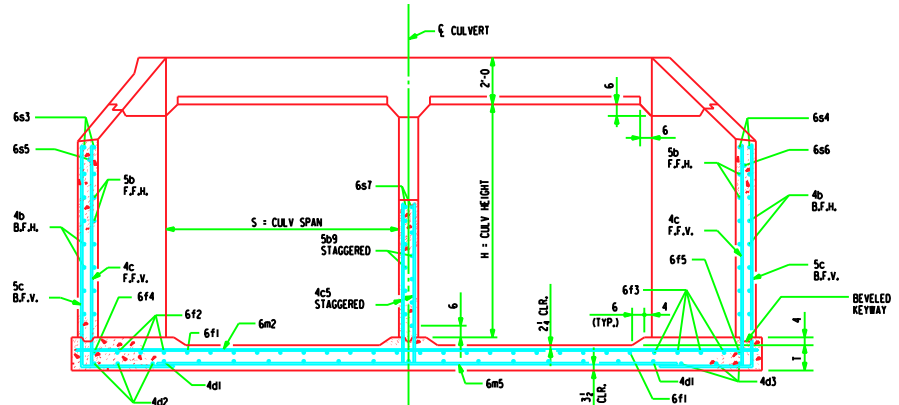 ℄ CULVERT
2'-0
6
6
6s3
6s5
5b
F.F.H.
4b
B.F.H.
4c
F.F.V.
5c
B.F.V.
6f4
6f2
6f1
6m2
4d1
4d2
S = CULV SPAN
6s7
5b9
STAGGERED
4c5
STAGGERED
H = CULV HEIGHT
6
2¼ CLR.
6
(TYP.)
4
6m5
3½
CLR.
6s4
6s6
5b
F.F.H.
4b
B.F.H.
4c
F.F.V.
6f5
5c
B.F.V.
6f3
BEVELED
KEYWAY
4
T
4d1
4d3
6f1